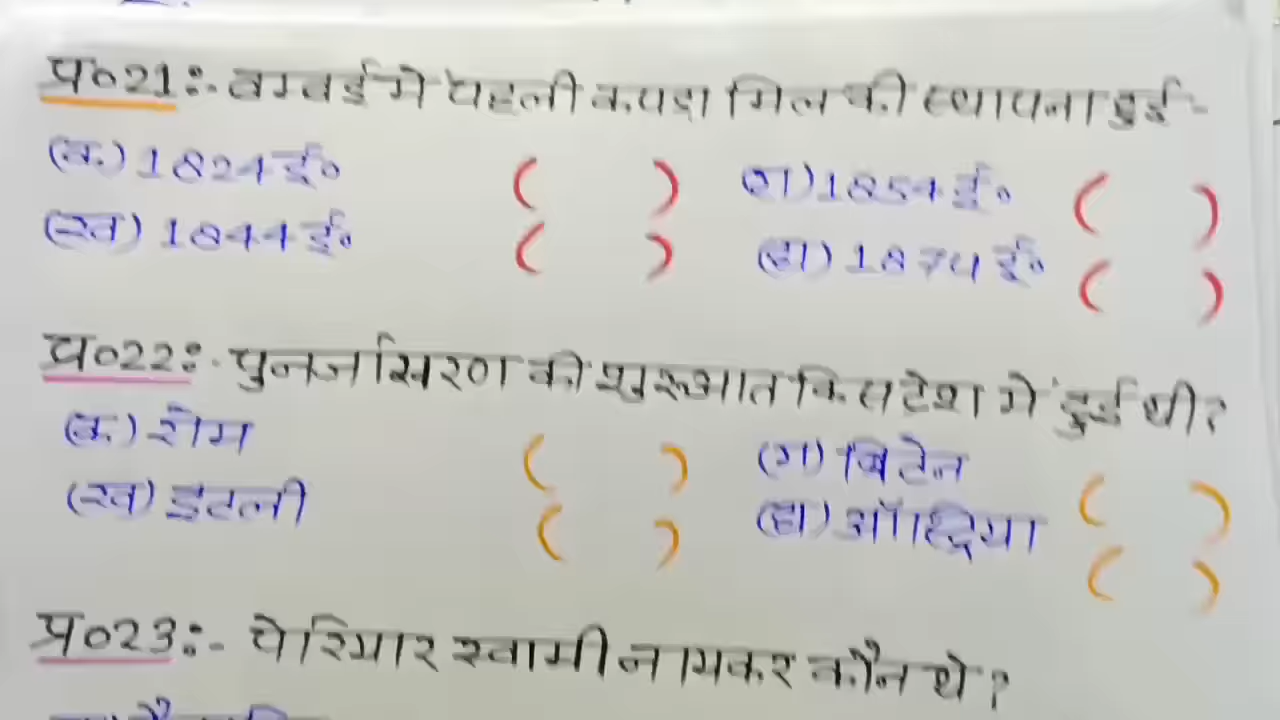 प्र०21:- बम्बई में पहली कपडा मिल की स्थापना हुई -
(क) 1824 ई० ( ) (ग) 1854 ई० ( )
(ख) 1844 ई० ( ) (घ) 1874 ई० ( )
प्र०22:- पुनर्जागरण की शुरुआत किस देश में हुई थी?
(क) रोम ( ) (ग) ब्रिटेन ( )
(ख) इटली ( ) (घ) ऑस्ट्रिया ( )
प्र०23:- पेरियार स्वामी नायकर कौन थे?